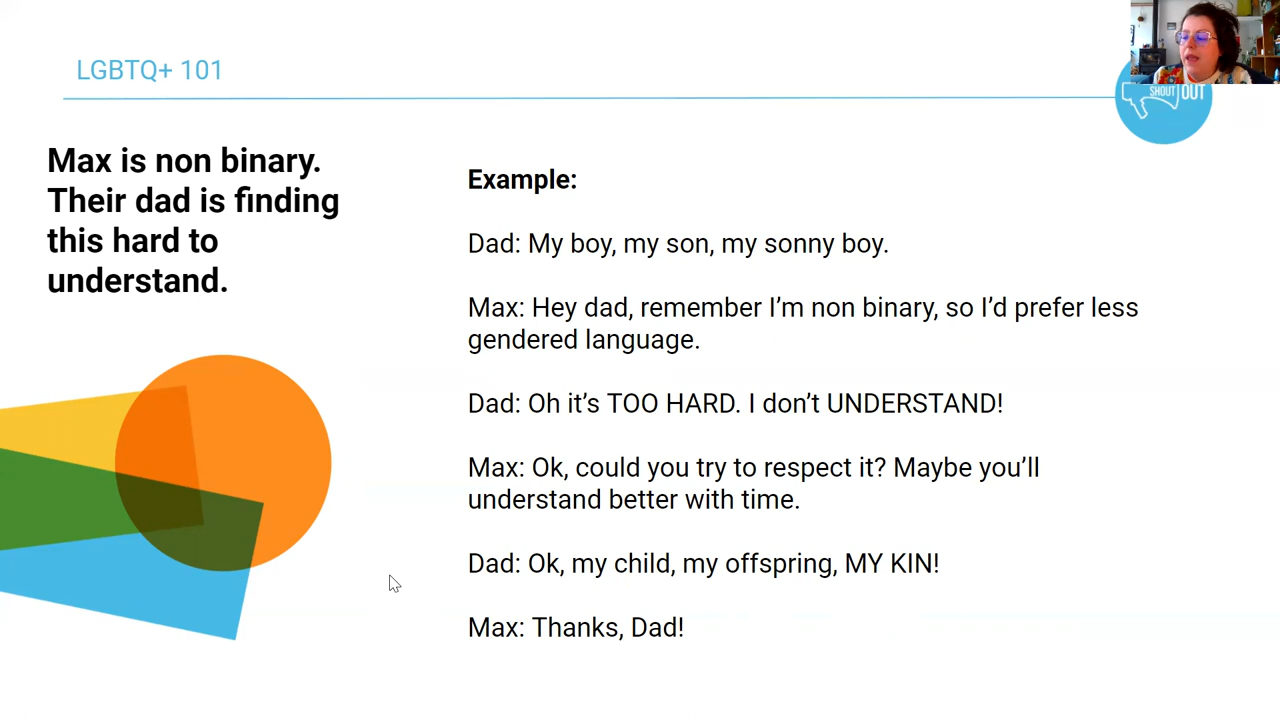 LGBTQ+ 101
SHOUT OUT
Max is non binary.
Their dad is finding
this hard to
understand.
Example:
Dad: My boy, my son, my sonny boy.
Max: Hey dad, remember I’m non binary, so I’d prefer less
gendered language.
Dad: Oh it’s TOO HARD. I don’t UNDERSTAND!
Max: Ok, could you try to respect it? Maybe you’ll
understand better with time.
Dad: Ok, my child, my offspring, MY KIN!
Max: Thanks, Dad!